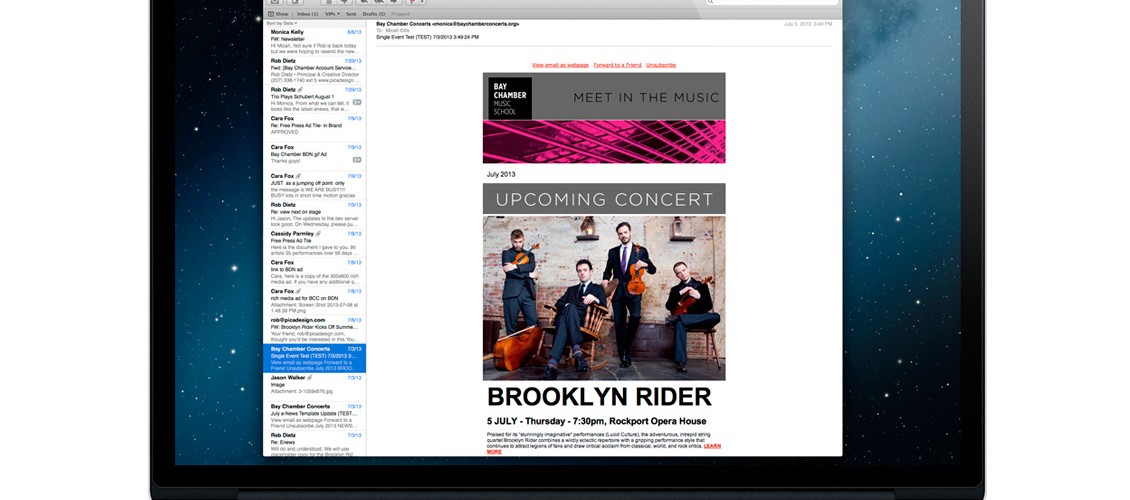 Show Inbox (1) VIPs Sent Drafts (5) Flagged
Sort by Date
Monica Kelly 8/6/13
FW: Newsletter
Hi Micah, Not sure if Rob is back today
but we were hoping to resend the new...
Rob Dietz 7/29/13
Fwd: [Bay Chamber Account Service...
Rob Dietz • Principal & Creative Director
(207) 338-1740 ext 5 www.picadesign...
Rob Dietz 7/29/13
Trio Plays Schubert August 1
Hi Monica, From what we can tell, it
looks like the latest enews, that w...
Cara Fox 7/9/13
Re: Free Press Ad Tile- in Brand
APPROVED
Cara Fox 7/9/13
Bay Chamber BDN gif Ad
Thanks guys!
Cara Fox 7/9/13
JUST as a jumping off point only
the message is WE ARE BUSY!!!!
BUSY lots in short time motion gracias
Rob Dietz 7/9/13
Re: view next on stage
Hi Jason, The updates to the dev server
look good. On Wednesday, please pu...
Cassidy Parmley 7/9/13
Free Press Ad Tile
Here is the document I gave to you: 95
artists 35 performances over 58 days...
Cara Fox 7/8/13
link to BDN ad
Cara, here is a copy of the 300x600 rich
media ad. If you have any additional q...
Cara Fox 7/8/13
rich media ad for BCC on BDN
Attachment: Screen Shot 2013-07-08 at
1.48.39 PM.png
rob@picadesign.com 7/8/13
FW: Brooklyn Rider Kicks Off Summe...
Your friend, rob@picadesign.com,
thought you'd be interested in this You...
Bay Chamber Concerts 7/3/13
Single Event Test (TEST) 7/3/2013 3:...
View email as webpage Forward to a
Friend Unsubscribe July 2013 BROO...
Jason Walker 7/3/13
Image
Attachment: 3-1059x676.jpg
Bay Chamber Concerts 7/3/13
July e-News Template Update (TEST...
View email as webpage Forward to a
Friend Unsubscribe July 2013 NEWS...
Rob Dietz 7/3/13
Re: Enews
Will do and understood. We will use
placeholder copy for the Brooklyn Rid...
Bay Chamber Concerts <monica@baychamberconcerts.org> July 3, 2013 3:49 PM
To: Micah Ellis
Single Event Test (TEST) 7/3/2013 3:49:24 PM
View email as webpage Forward to a Friend Unsubscribe
BAY
CHAMBER
MUSIC
SCHOOL
MEET IN THE MUSIC
July 2013
UPCOMING CONCERT
BROOKLYN RIDER
5 JULY - Thursday - 7:30pm, Rockport Opera House
Praised for its "stunningly imaginative" performances (Lucid Culture), the adventurous, intrepid string
quartet Brooklyn Rider combines a wildly eclectic repertoire with a gripping performance style that
continues to attract legions of fans and draw critical acclaim from classical, world, and rock critics. LEARN
MORE